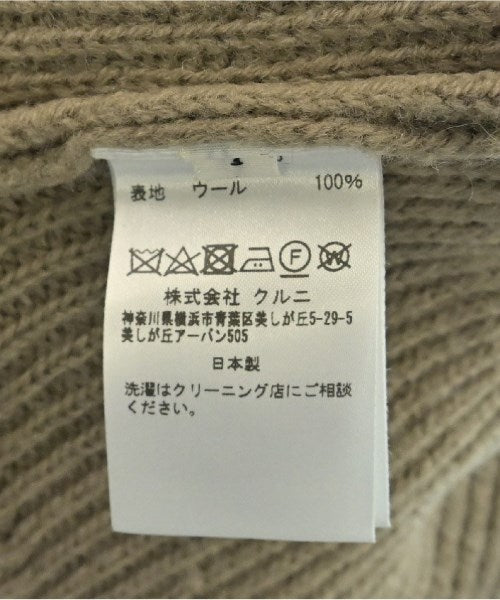 表地 ウール 100%
F W
株式会社 クルニ
神奈川県横浜市青葉区美しが丘5-29-5
美しが丘アーバン505
日本製
洗濯はクリーニング店にご相談
ください。